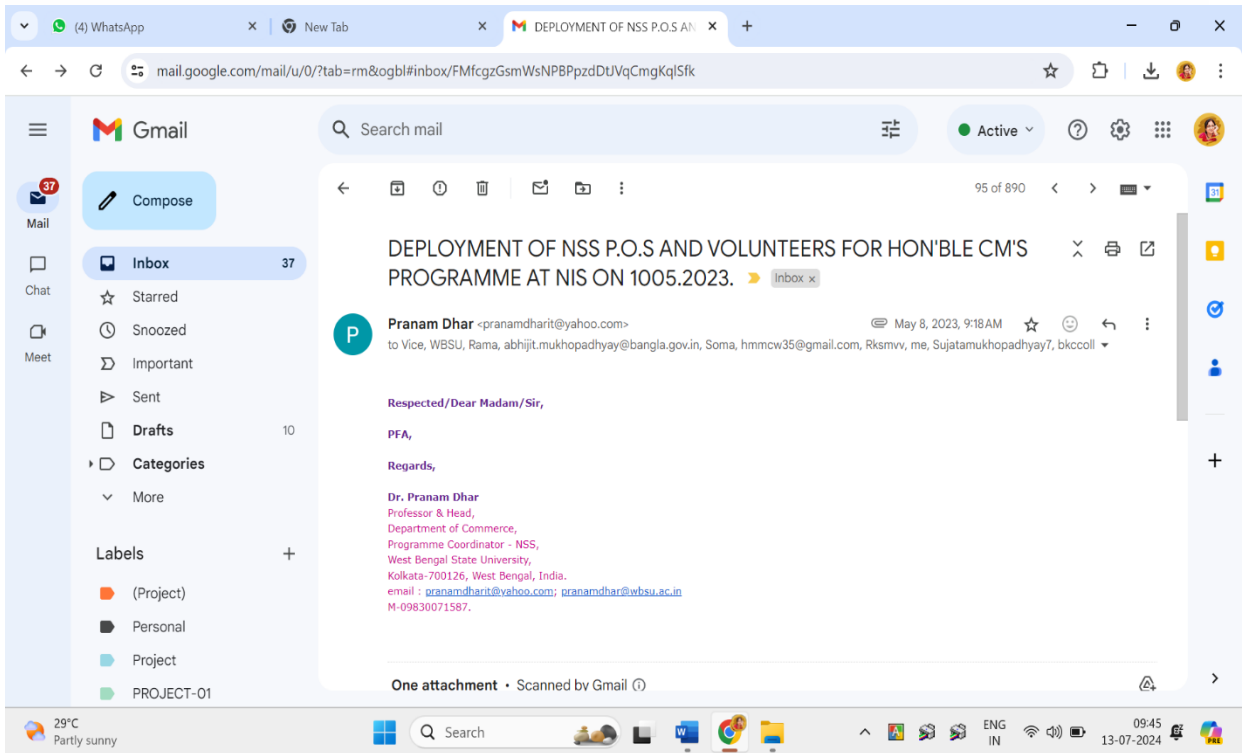 (4) WhatsApp
New Tab
DEPLOYMENT OF NSS P.O.S AN
mail.google.com/mail/u/0/?tab=rm&ogbl#inbox/FMfcgzGsmWsNPBPpzdDtJVqCmgKqlSfk
Gmail
Search mail
Active
37
Mail
Compose
95 of 890
31
Inbox 37
Chat
Starred
Snoozed
Meet
Important
Sent
Drafts 10
Categories
More
Labels
(Project)
Personal
Project
PROJECT-01
DEPLOYMENT OF NSS P.O.S AND VOLUNTEERS FOR HON'BLE CM'S
PROGRAMME AT NIS ON 1005.2023. Inbox x
P
Pranam Dhar <pranamdharit@yahoo.com> May 8, 2023, 9:18 AM
to Vice, WBSU, Rama, abhijit.mukhopadhyay@bangla.gov.in, Soma, hmmcw35@gmail.com, Rksmvv, me, Sujatamukhopadhyay7, bkccoll
Respected/Dear Madam/Sir,
PFA,
Regards,
Dr. Pranam Dhar
Professor & Head,
Department of Commerce,
Programme Coordinator - NSS,
West Bengal State University,
Kolkata-700126, West Bengal, India.
email : pranamdharit@yahoo.com; pranamdhar@wbsu.ac.in
M-09830071587.
One attachment • Scanned by Gmail
29°C
Partly sunny
Search
ENG
IN
09:45
13-07-2024
PRE